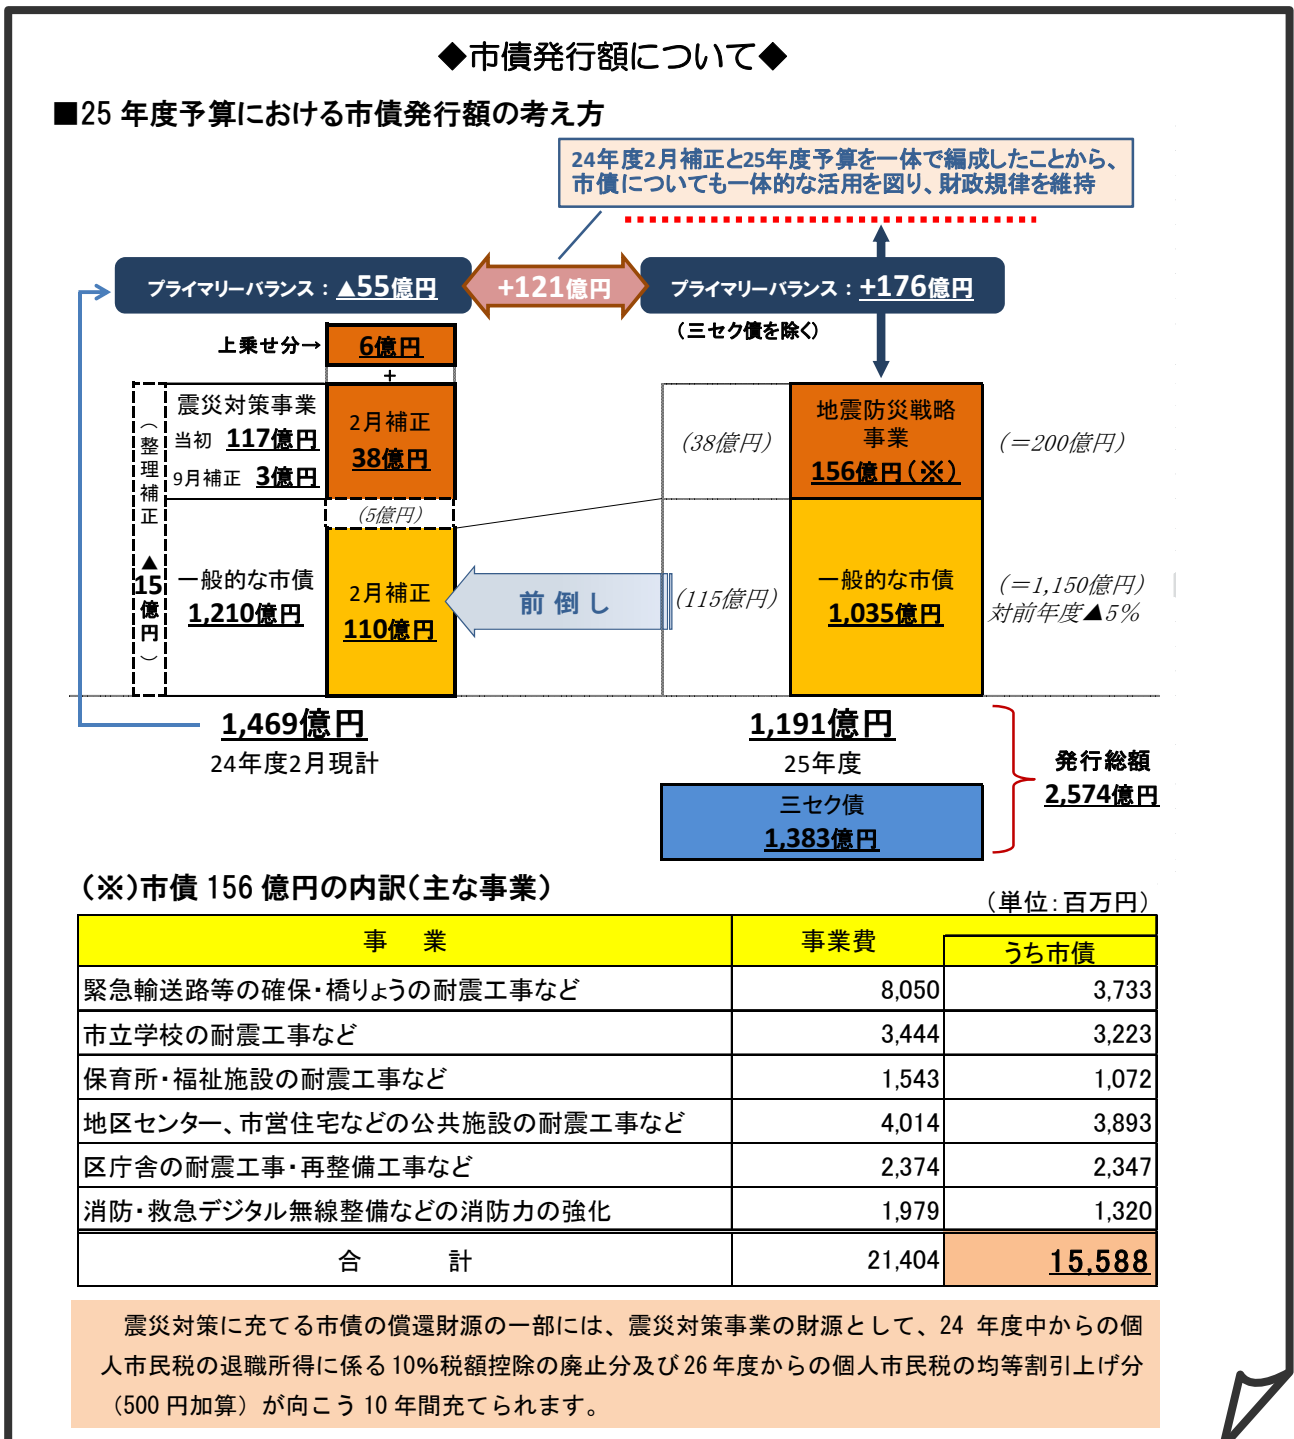 ◆市債発行額について◆
■25 年度予算における市債発行額の考え方
24年度2月補正と25年度予算を一体で編成したことから、
市債についても一体的な活用を図り、財政規律を維持
プライマリーバランス：▲55億円
+121億円
プライマリーバランス：+176億円
（三セク債を除く）
上乗せ分→
6億円
+
（整理補正　▲15億円）
震災対策事業
当初 117億円
9月補正 3億円
2月補正
38億円
(38億円)
地震防災戦略
事業
156億円（※）
(＝200億円)
(5億円)
一般的な市債
1,210億円
2月補正
110億円
前倒し
(115億円)
一般的な市債
1,035億円
(＝1,150億円)
対前年度▲5%
1,469億円
24年度2月現計
1,191億円
25年度
三セク債
1,383億円
発行総額
2,574億円
（※）市債 156 億円の内訳（主な事業）
（単位：百万円）
事　業　事業費　うち市債
緊急輸送路等の確保・橋りょうの耐震工事など　8,050　3,733
市立学校の耐震工事など　3,444　3,223
保育所・福祉施設の耐震工事など　1,543　1,072
地区センター、市営住宅などの公共施設の耐震工事など　4,014　3,893
区庁舎の耐震工事・再整備工事など　2,374　2,347
消防・救急デジタル無線整備などの消防力の強化　1,979　1,320
合　計　21,404　15,588
震災対策に充てる市債の償還財源の一部には、震災対策事業の財源として、24 年度中からの個
人市民税の退職所得に係る10%税額控除の廃止分及び26年度からの個人市民税の均等割引上げ分
（500 円加算）が向こう 10 年間充てられます。